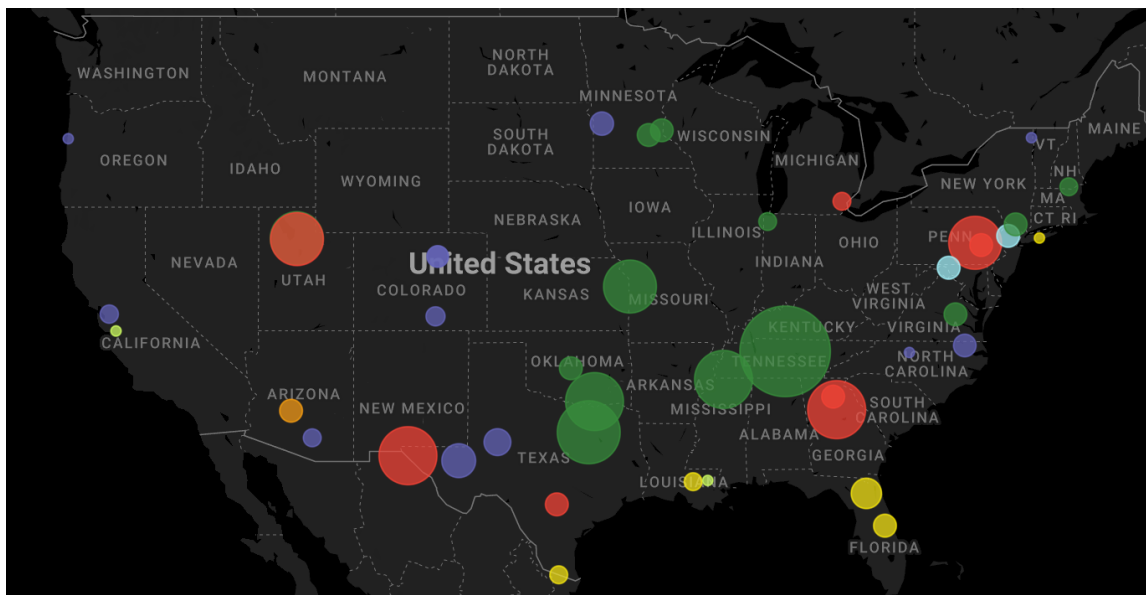 WASHINGTON
MONTANA
NORTH
DAKOTA
MINNESOTA
MAINE
OREGON
IDAHO
SOUTH
DAKOTA
WISCONSIN
MICHIGAN
VT
NH
WYOMING
NEW YORK
MA
CT RI
NEBRASKA
IOWA
ILLINOIS
OHIO
PENN
NEVADA
UTAH
United States
COLORADO
KANSAS
MISSOURI
INDIANA
WEST
VIRGINIA
KENTUCKY
VIRGINIA
CALIFORNIA
OKLAHOMA
TENNESSEE
NORTH
CAROLINA
ARIZONA
NEW MEXICO
ARKANSAS
MISSISSIPPI
SOUTH
CAROLINA
ALABAMA
GEORGIA
TEXAS
LOUISIANA
FLORIDA